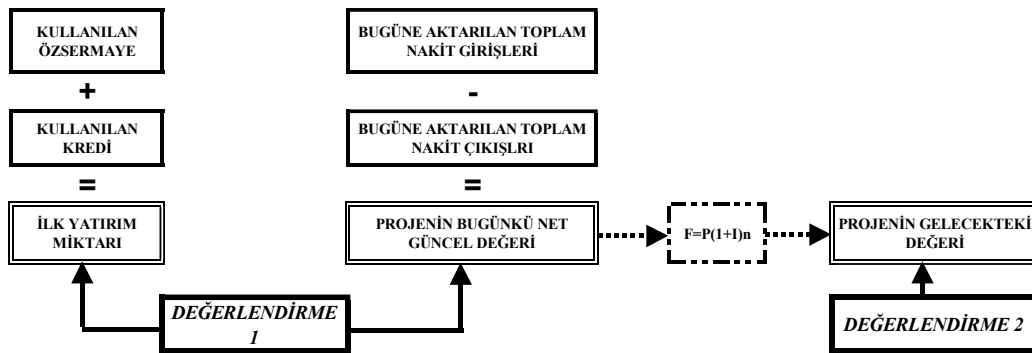 KULLANILAN
ÖZSERMAYE
+
KULLANILAN
KREDİ
=
İLK YATIRIM
MİKTARI
BUGÜNE AKTARILAN TOPLAM
NAKİT GİRİŞLERİ
-
BUGÜNE AKTARILAN TOPLAM
NAKİT ÇIKIŞLRI
=
PROJENİN BUGÜNKÜ NET
GÜNCEL DEĞERİ
F=P(1+I)n
PROJENİN GELECEKTEKİ
DEĞERİ
DEĞERLENDİRME
1
DEĞERLENDİRME 2